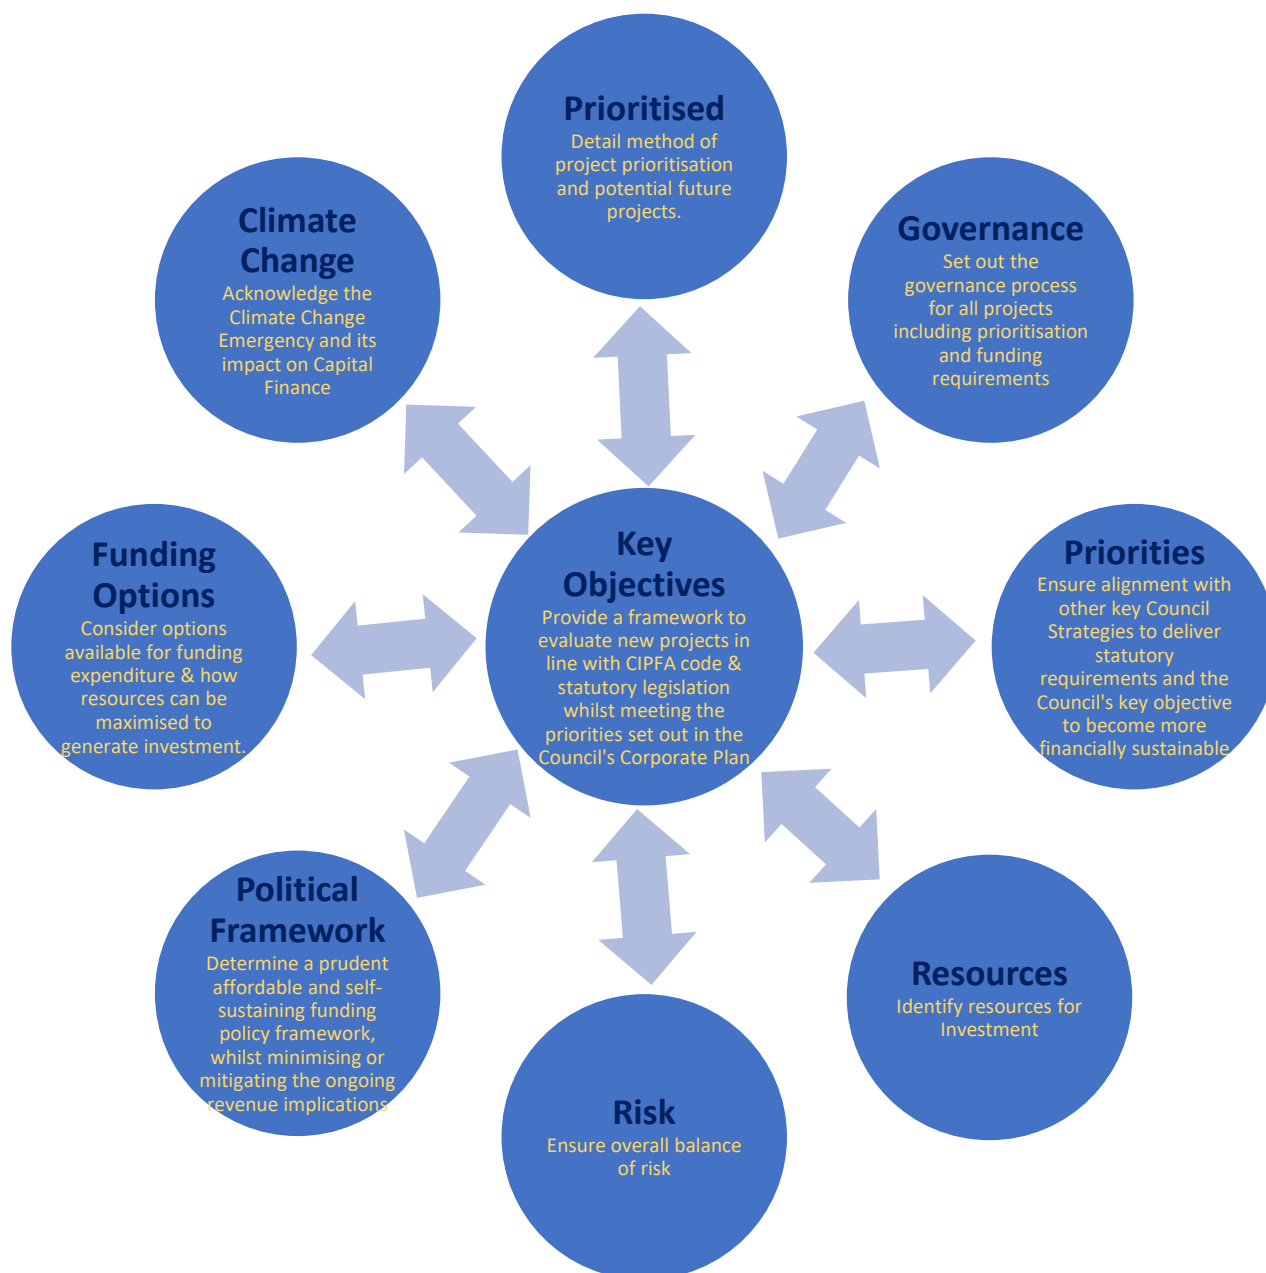 Prioritised
Detail method of
project prioritisation
and potential future
projects.
Climate
Change
Acknowledge the
Climate Change
Emergency and its
impact on Capital
Finance
Governance
Set out the
governance process
for all projects
including prioritisation
and funding
requirements
Funding
Options
Consider options
available for funding
expenditure & how
resources can be
maximised to
generate investment.
Key
Objectives
Provide a framework to
evaluate new projects in
line with CIPFA code &
statutory legislation
whilst meeting the
priorities set out in the
Council's Corporate Plan
Priorities
Ensure alignment with
other key Council
Strategies to deliver
statutory
requirements and the
Council's key objective
to become more
financially sustainable
Political
Framework
Determine a prudent
affordable and self-
sustaining funding
policy framework,
whilst minimising or
mitigating the ongoing
revenue implications
Resources
Identify resources for
Investment
Risk
Ensure overall balance
of risk